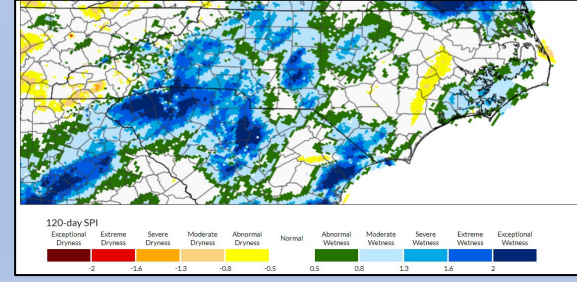 120-day SPI
Exceptional Dryness
Extreme Dryness
Severe Dryness
Moderate Dryness
Abnormal Dryness
Normal
Abnormal Wetness
Moderate Wetness
Severe Wetness
Extreme Wetness
Exceptional Wetness
-2 -1.6 -1.3 -0.8 -0.5 0.5 0.8 1.3 1.6 2